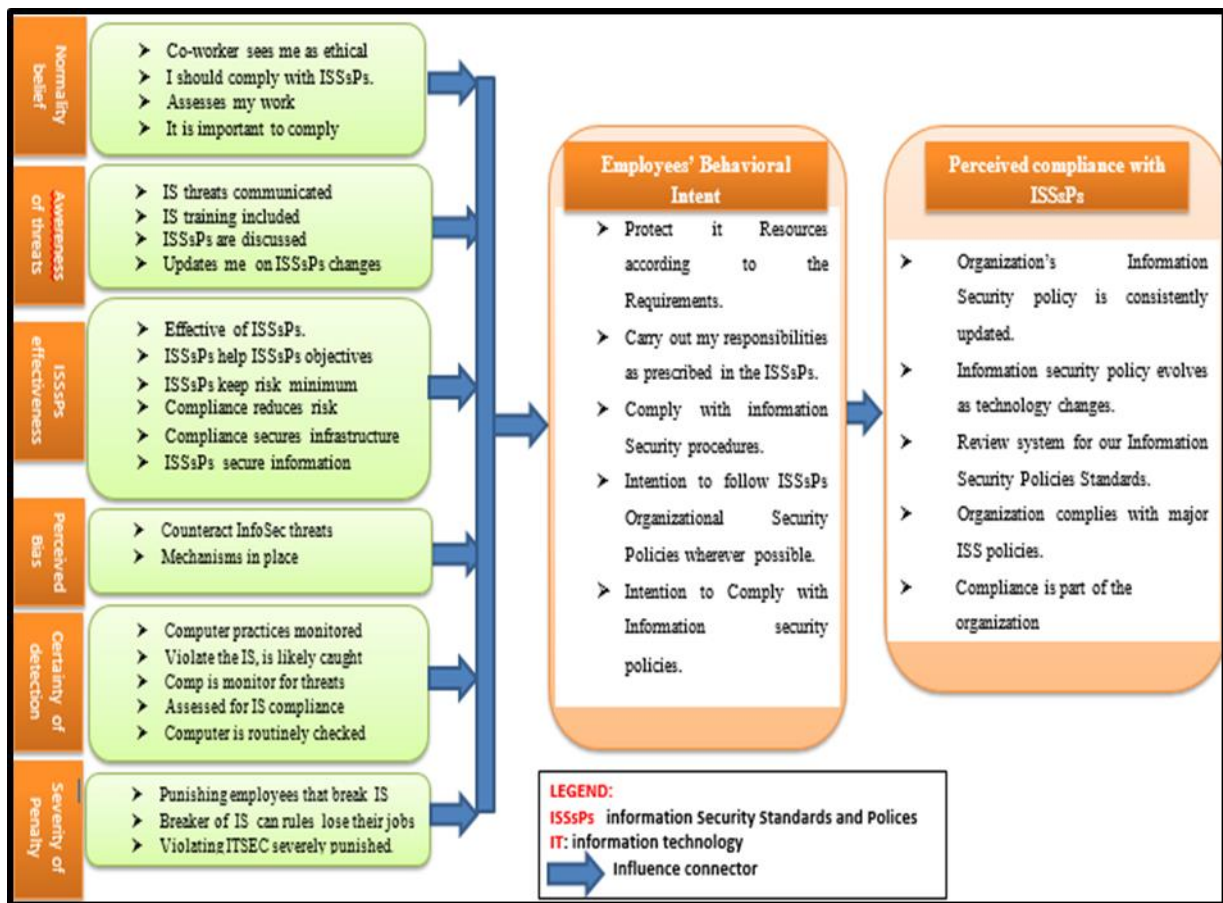 Normality
belief
Co-worker sees me as ethical
I should comply with ISSsPs.
Assesses my work
It is important to comply
Awereness
of threats
IS threats communicated
IS training included
ISSsPs are discussed
Updates me on ISSsPs changes
ISSsPs
effectiveness
Effective of ISSsPs.
ISSsPs help ISSsPs objectives
ISSsPs keep risk minimum
Compliance reduces risk
Compliance secures infrastructure
ISSsPs secure information
Perceived
Bias
Counteract InfoSec threats
Mechanisms in place
Certainty of
detection
Computer practices monitored
Violate the IS, is likely caught
Comp is monitor for threats
Assessed for IS compliance
Computer is routinely checked
Severity of
Penalty
Punishing employees that break IS
Breaker of IS can rules lose their jobs
Violating ITSEC severely punished.
Employees' Behavioral
Intent
Protect it Resources
according to the
Requirements.
Carry out my responsibilities
as prescribed in the ISSsPs.
Comply with information
Security procedures.
Intention to follow ISSsPs
Organizational Security
Policies wherever possible.
Intention to Comply with
Information security
policies.
Perceived compliance with
ISSsPs
Organization's Information
Security policy is consistently
updated.
Information security policy evolves
as technology changes.
Review system for our Information
Security Policies Standards.
Organization complies with major
ISS policies.
Compliance is part of the
organization
LEGEND:
ISSsPs information Security Standards and Polices
IT: information technology
Influence connector